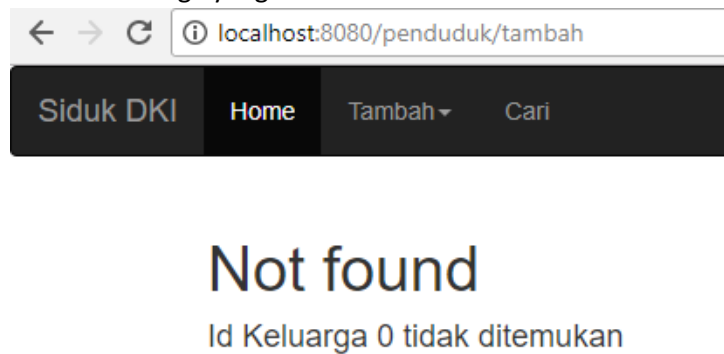 localhost:8080/penduduk/tambah
Siduk DKI Home Tambah Cari
Not found
Id Keluarga 0 tidak ditemukan